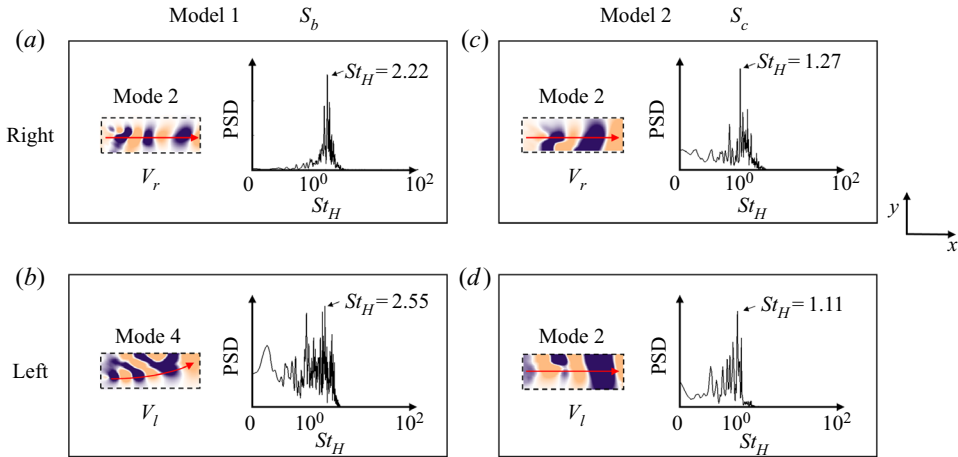 Model 1 S_b Model 2 S_c
(a) (c)
Right
Mode 2
V_r
PSD
St_H = 2.22
0 10^0 10^2
St_H
Mode 2
V_r
PSD
St_H = 1.27
0 10^0 10^2
St_H
y
x
(b) (d)
Left
Mode 4
V_l
PSD
St_H = 2.55
0 10^0 10^2
St_H
Mode 2
V_l
PSD
St_H = 1.11
0 10^0 10^2
St_H